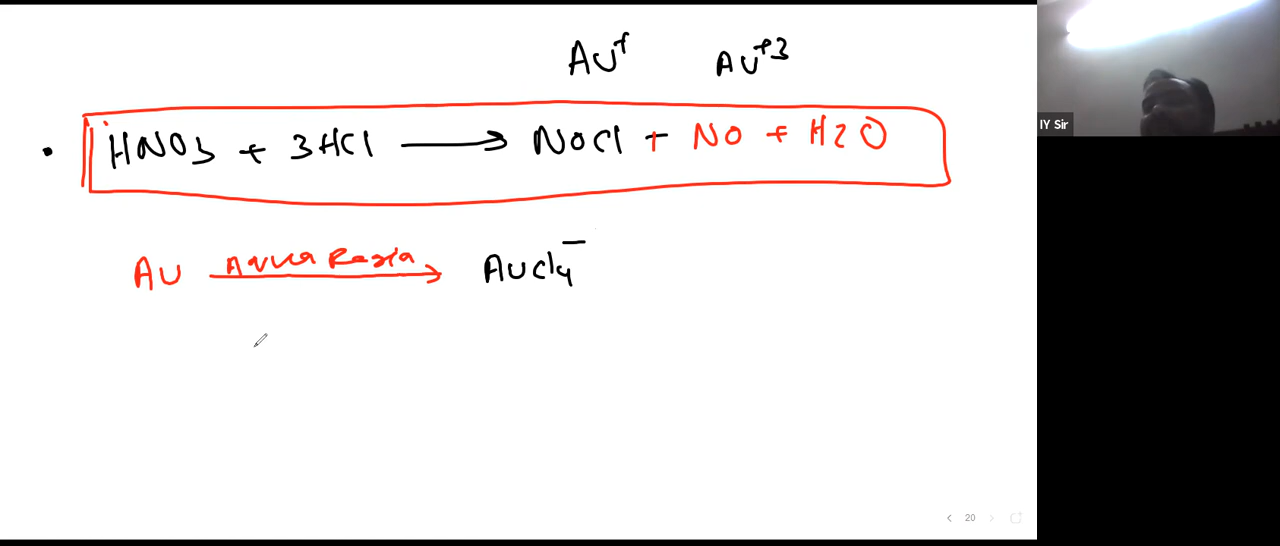 Au⁺ Au⁺³
• HNO₃ + 3HCl ⟶ NOCl + NO + H2O
IY Sir
Au Aqua Regia ⟶ AuCl₄⁻
20